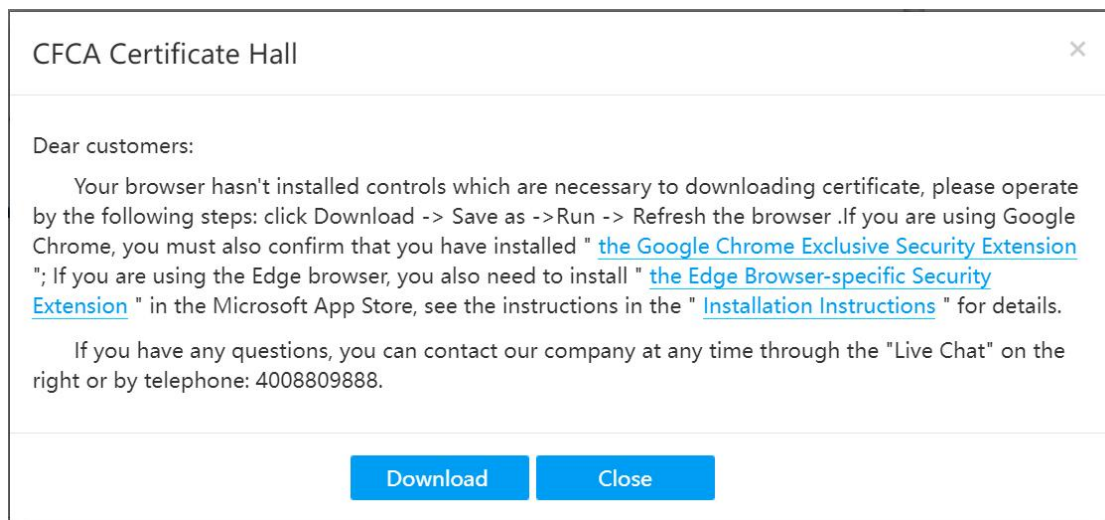 CFCA Certificate Hall
×
Dear customers:
Your browser hasn't installed controls which are necessary to downloading certificate, please operate
by the following steps: click Download -> Save as ->Run -> Refresh the browser .If you are using Google
Chrome, you must also confirm that you have installed " the Google Chrome Exclusive Security Extension
"; If you are using the Edge browser, you also need to install " the Edge Browser-specific Security
Extension " in the Microsoft App Store, see the instructions in the " Installation Instructions " for details.
If you have any questions, you can contact our company at any time through the "Live Chat" on the
right or by telephone: 4008809888.
Download
Close